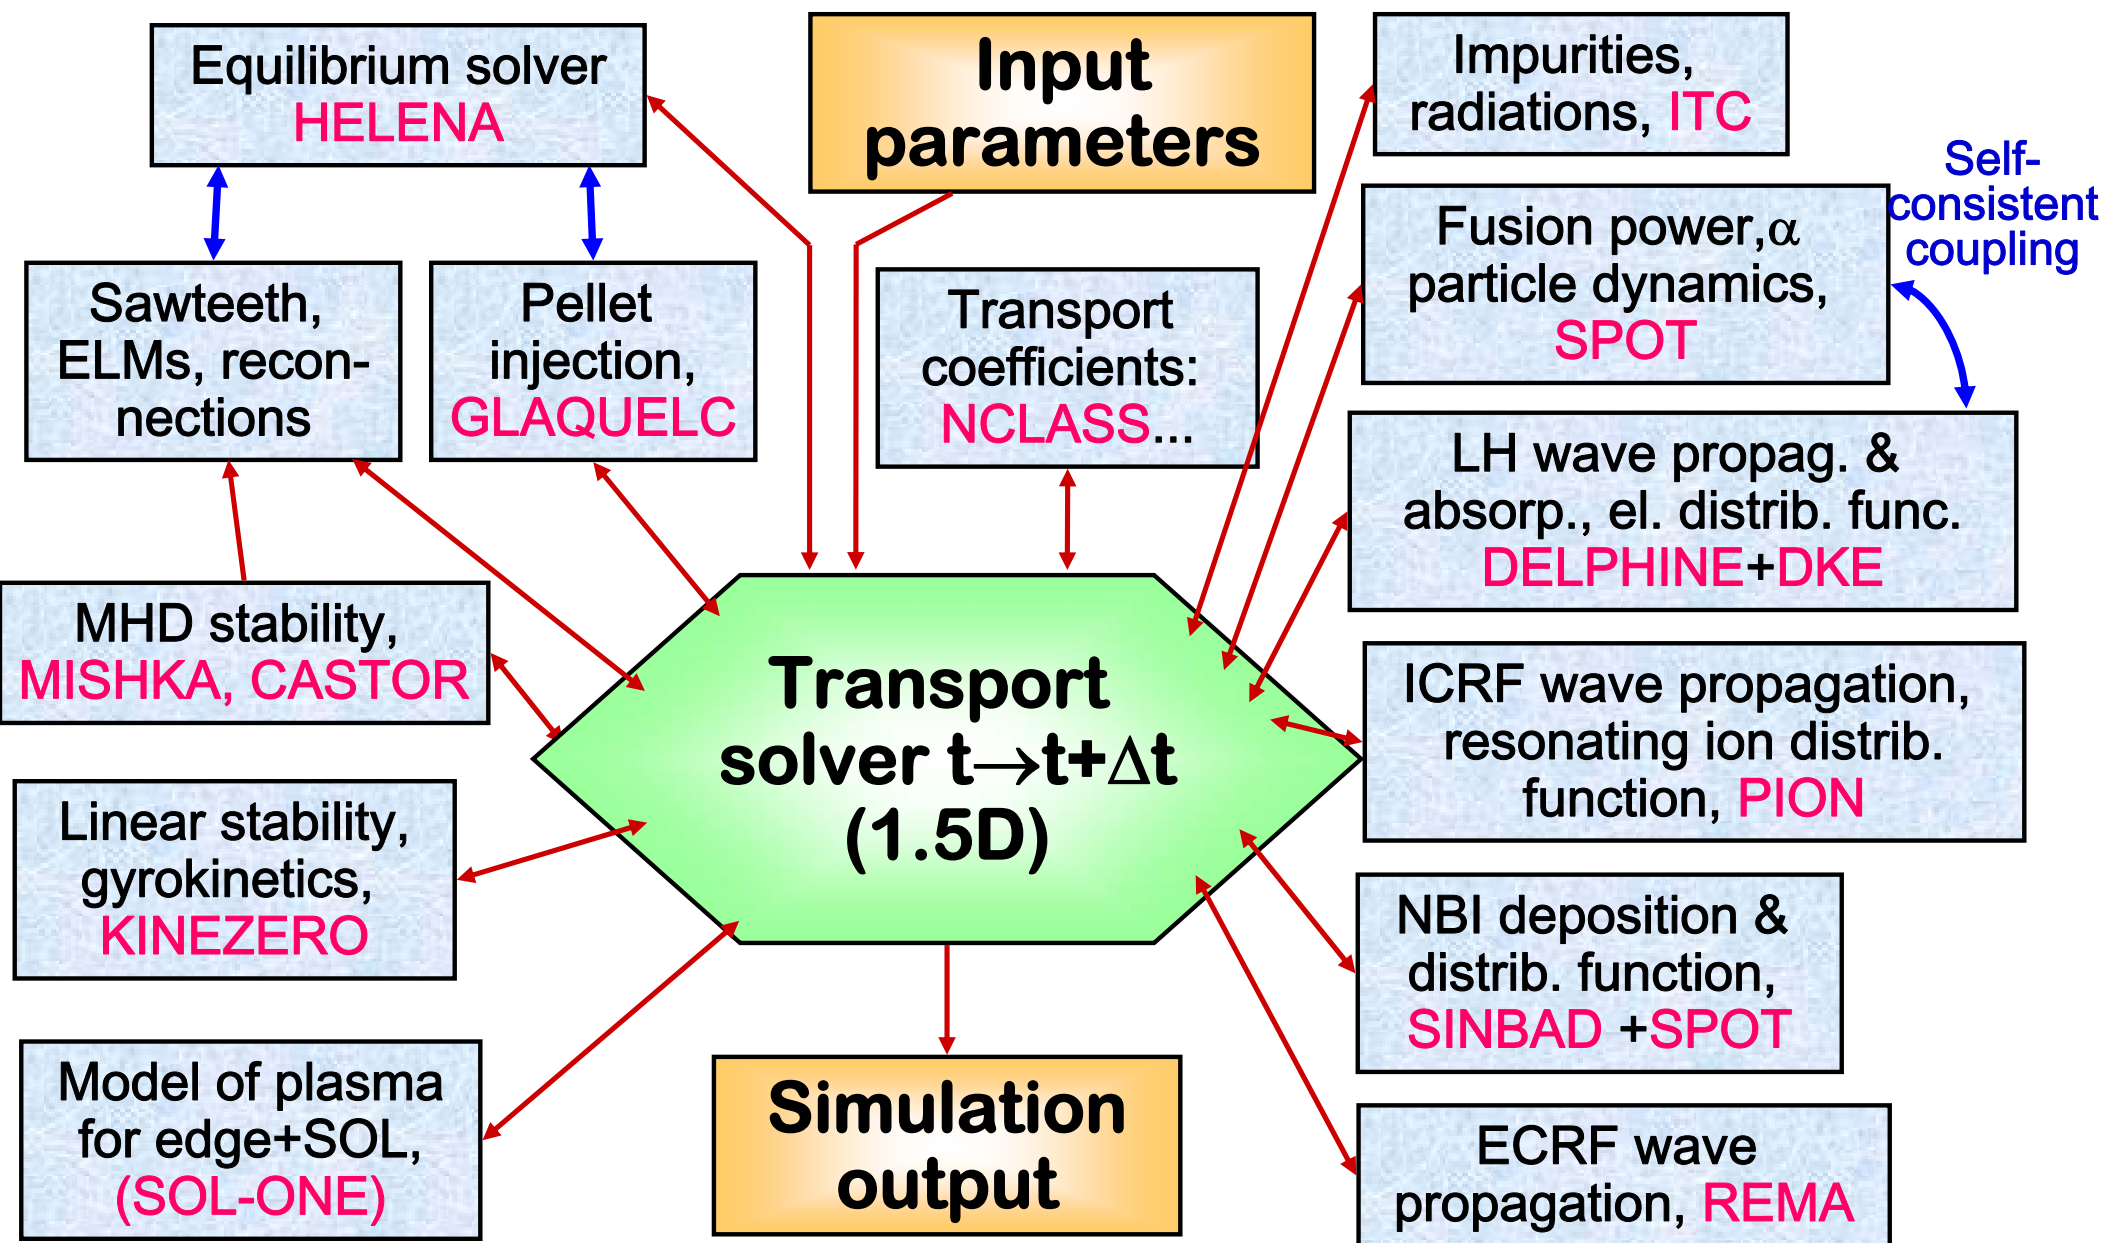 Equilibrium solver
HELENA
Input
parameters
Impurities,
radiations, ITC
Self-
consistent
coupling
Fusion power,α
particle dynamics,
SPOT
Sawteeth,
ELMs, recon-
nections
Pellet
injection,
GLAQUELC
Transport
coefficients:
NCLASS...
LH wave propag. &
absorp., el. distrib. func.
DELPHINE+DKE
MHD stability,
MISHKA, CASTOR
Transport
solver t→t+Δt
(1.5D)
ICRF wave propagation,
resonating ion distrib.
function, PION
Linear stability,
gyrokinetics,
KINEZERO
NBI deposition &
distrib. function,
SINBAD +SPOT
Model of plasma
for edge+SOL,
(SOL-ONE)
Simulation
output
ECRF wave
propagation, REMA